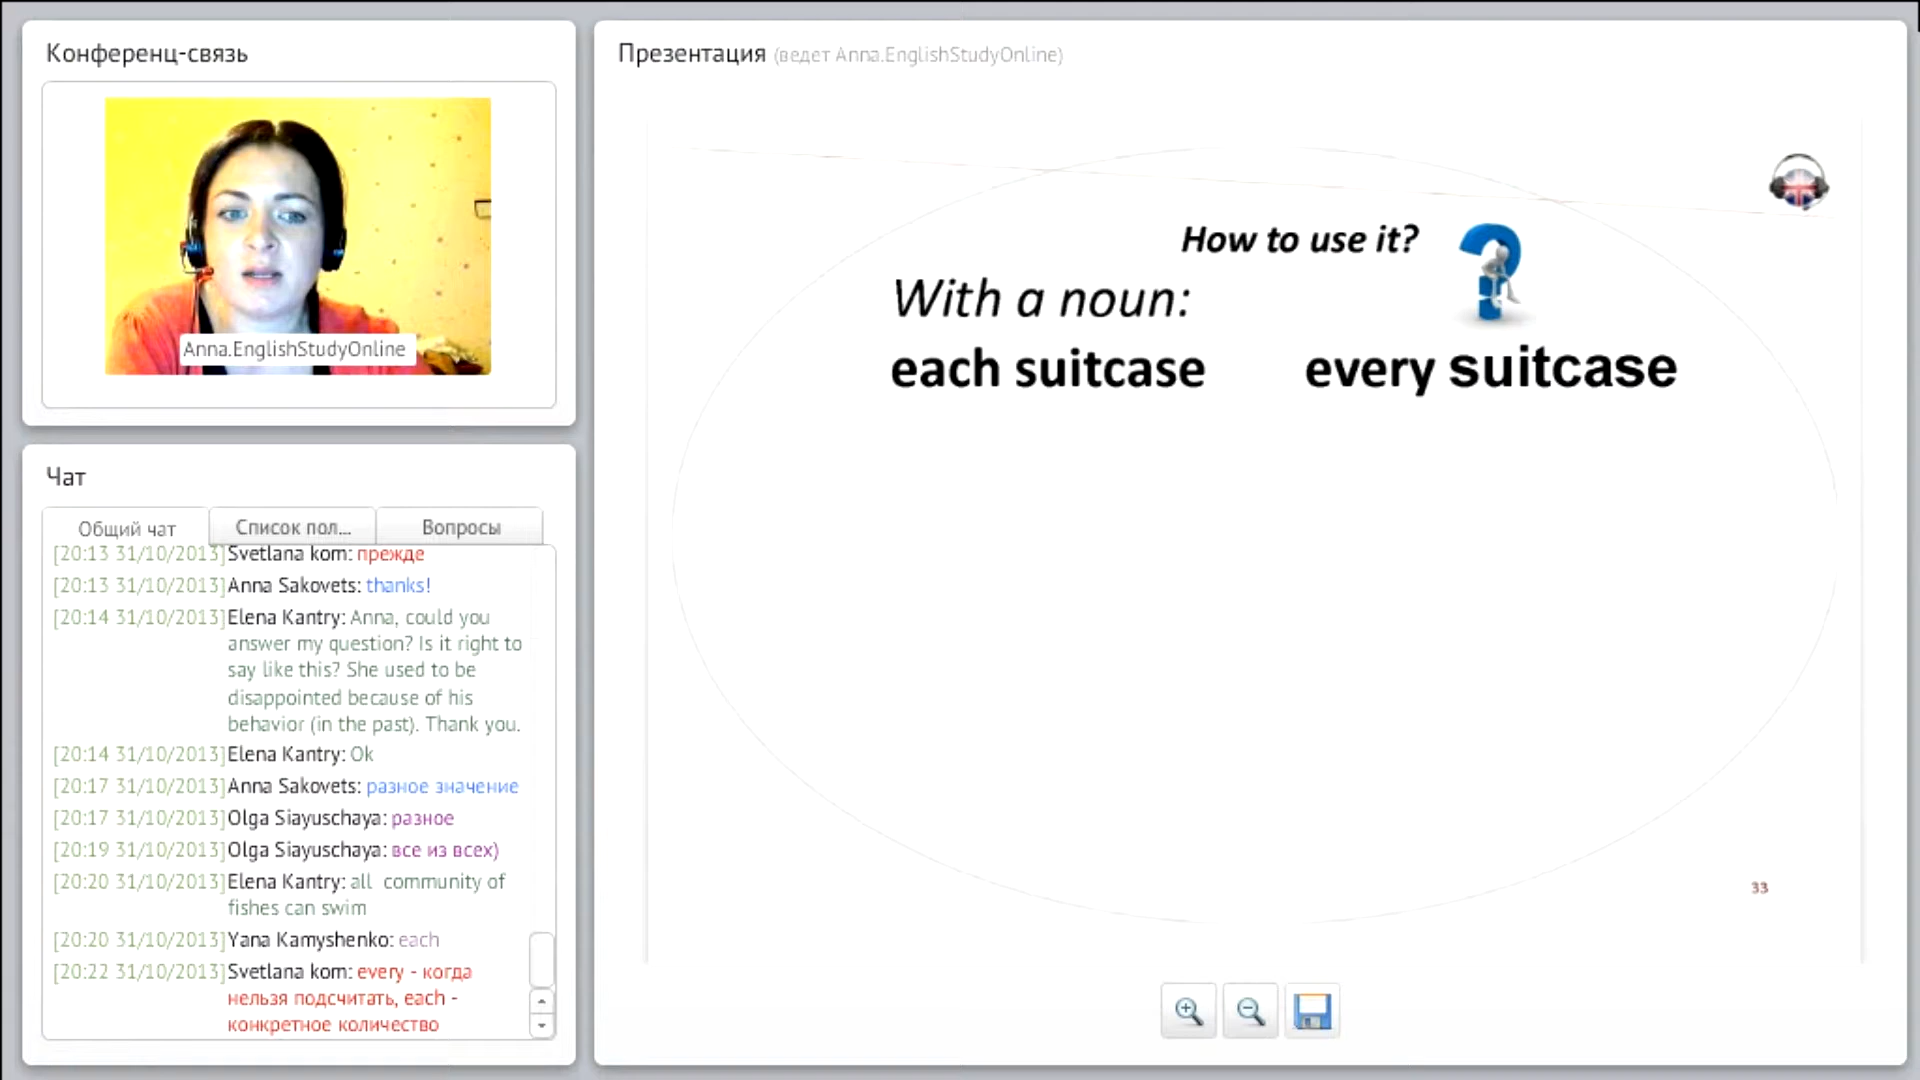 Конференц-связь
Anna.EnglishStudyOnline
Чат
Общий чат
Список пол...
Вопросы
[20:13 31/10/2013] Svetlana kom: прежде
[20:13 31/10/2013] Anna Sakovets: thanks!
[20:14 31/10/2013] Elena Kantry: Anna, could you
answer my question? Is it right to
say like this? She used to be
disappointed because of his
behavior (in the past). Thank you.
[20:14 31/10/2013] Elena Kantry: Ok
[20:17 31/10/2013] Anna Sakovets: разное значение
[20:17 31/10/2013] Olga Siayuschaya: разное
[20:19 31/10/2013] Olga Siayuschaya: все из всех)
[20:20 31/10/2013] Elena Kantry: all community of
fishes can swim
[20:20 31/10/2013] Yana Kamyshenko: each
[20:22 31/10/2013] Svetlana kom: every - когда
нельзя подсчитать, each -
конкретное количество
Презентация (ведет Anna.EnglishStudyOnline)
How to use it?
With a noun:
each suitcase every suitcase
33